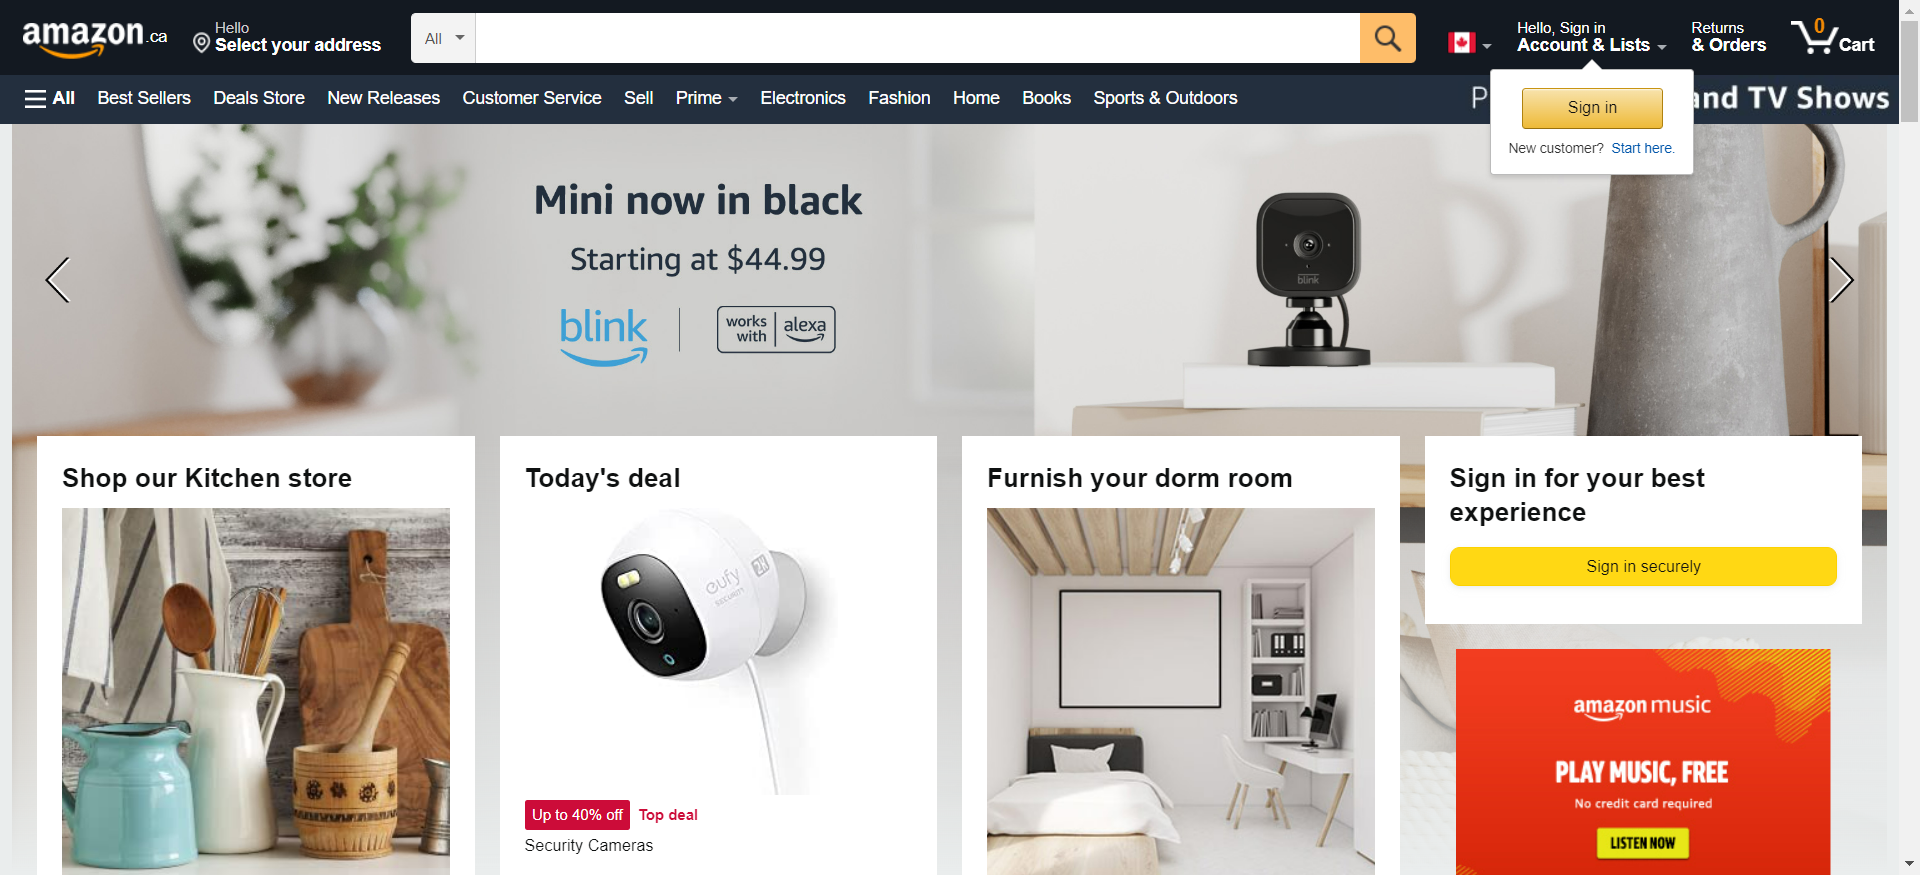 amazon.ca
Hello
Select your address
All
Hello, Sign in
Account & Lists
Returns
& Orders
0
Cart
All
Best Sellers
Deals Store
New Releases
Customer Service
Sell
Prime
Electronics
Fashion
Home
Books
Sports & Outdoors
P
and TV Shows
Sign in
New customer? Start here.
Mini now in black
Starting at $44.99
blink
works
with
alexa
blink
Shop our Kitchen store
Today's deal
eufy
SECURITY
2K
Up to 40% off
Top deal
Security Cameras
Furnish your dorm room
Sign in for your best
experience
Sign in securely
amazon music
PLAY MUSIC, FREE
No credit card required
LISTEN NOW